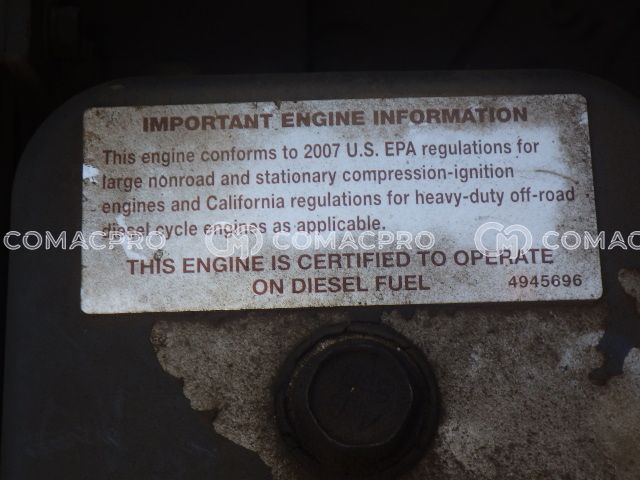 IMPORTANT ENGINE INFORMATION
This engine conforms to 2007 U.S. EPA regulations for
large nonroad and stationary compression-ignition
engines and California regulations for heavy-duty off-road
diesel cycle engines as applicable.
COMACPRO COMACPRO COMAC
THIS ENGINE IS CERTIFIED TO OPERATE
ON DIESEL FUEL 4945696